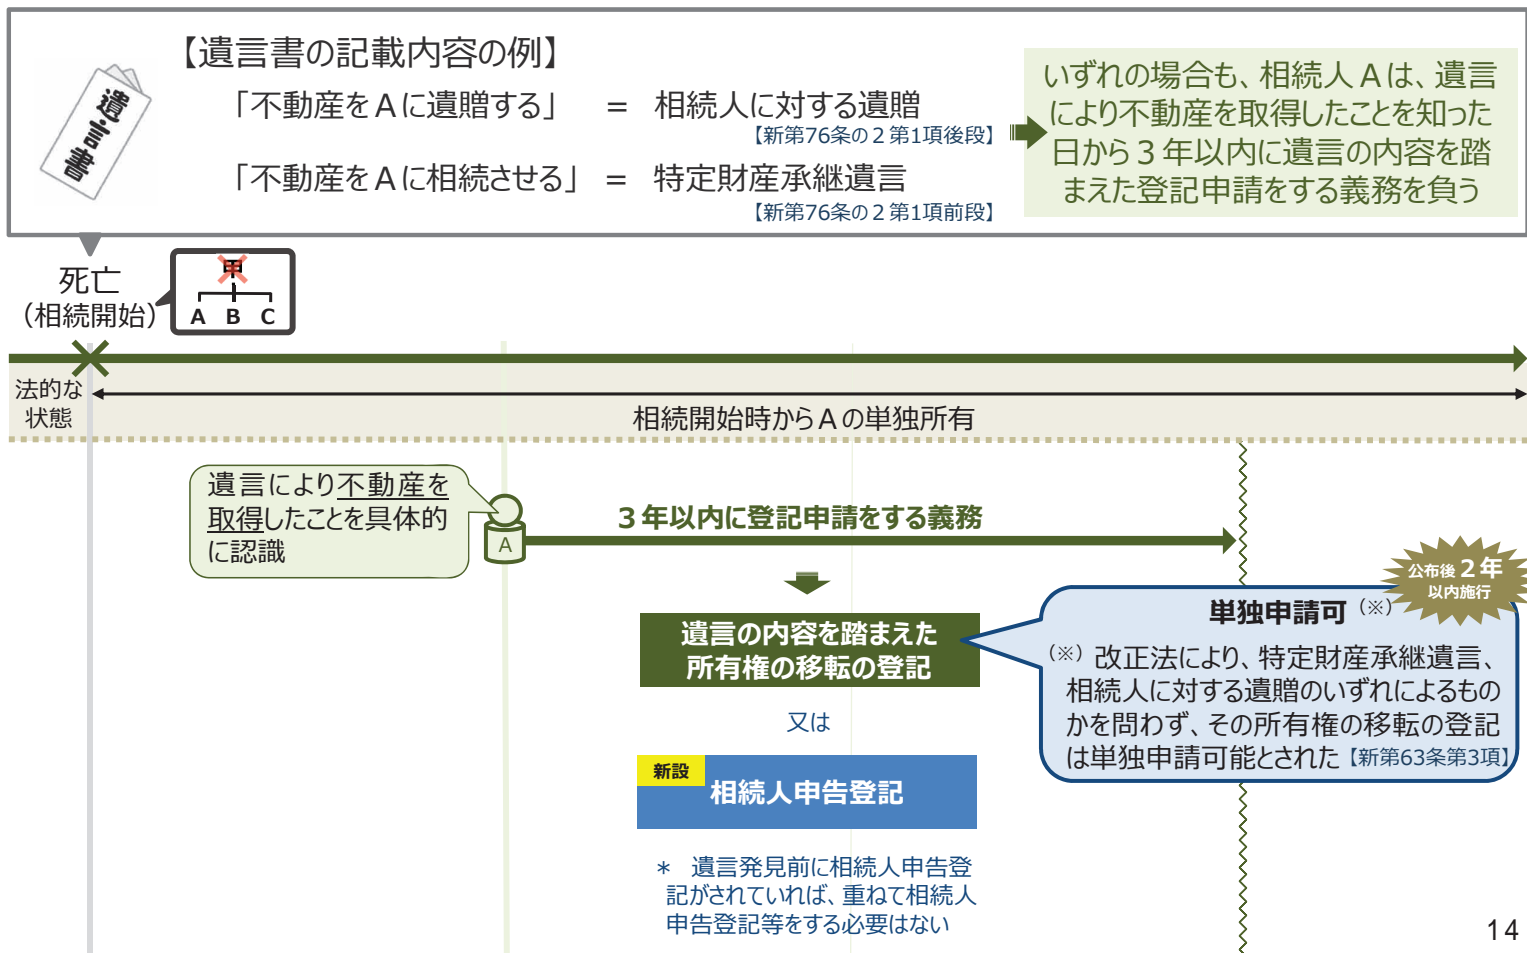 遺言書
【遺言書の記載内容の例】
「不動産をAに遺贈する」 = 相続人に対する遺贈
【新第76条の2第1項後段】
「不動産をAに相続させる」 = 特定財産承継遺言
【新第76条の2第1項前段】
いずれの場合も、相続人Aは、遺言
により不動産を取得したことを知った
日から3年以内に遺言の内容を踏
まえた登記申請をする義務を負う
死亡
（相続開始）
甲
A B C
法的な
状態
相続開始時からAの単独所有
遺言により不動産を
取得したことを具体的
に認識
A
3年以内に登記申請をする義務
遺言の内容を踏まえた
所有権の移転の登記
又は
新設
相続人申告登記
＊ 遺言発見前に相続人申告登
記がされていれば、重ねて相続人
申告登記等をする必要はない
公布後2年
以内施行
単独申請可（※）
（※）改正法により、特定財産承継遺言、
相続人に対する遺贈のいずれによるもの
かを問わず、その所有権の移転の登記
は単独申請可能とされた【新第63条第3項】
14